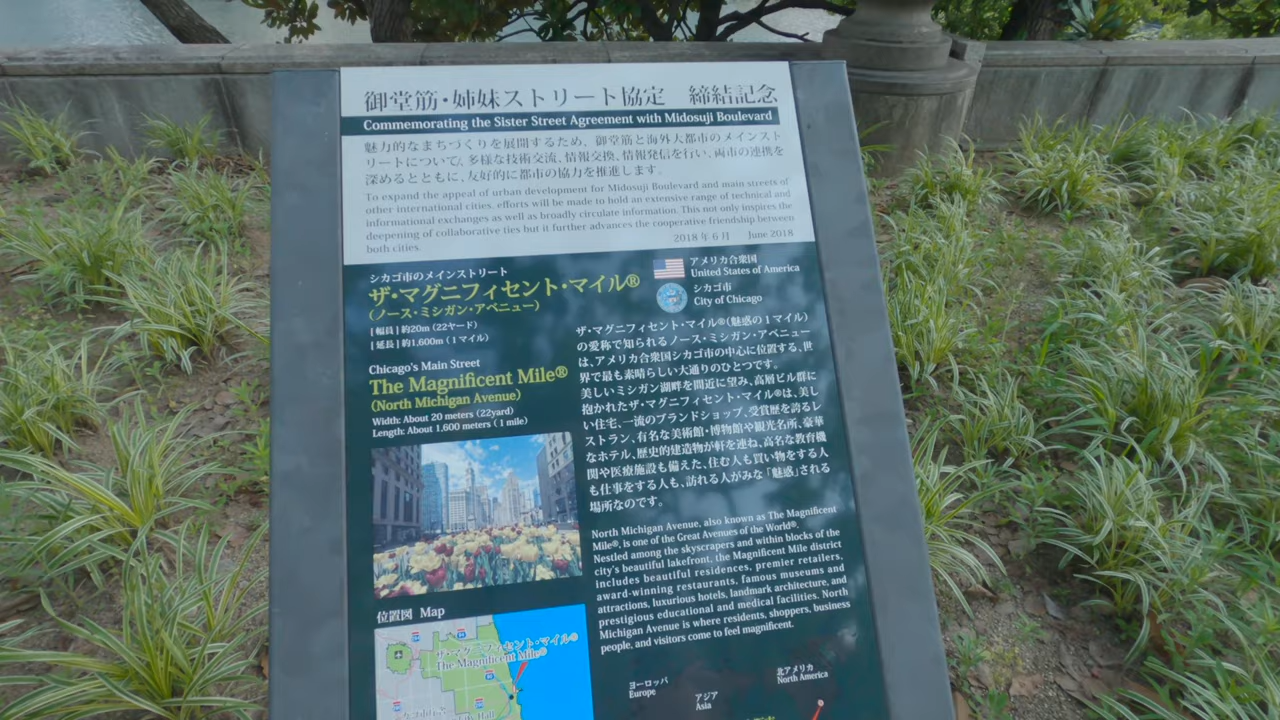 御堂筋・姉妹ストリート協定　締結記念
Commemorating the Sister Street Agreement with Midosuji Boulevard
魅力的なまちづくりを展開するため、御堂筋と海外大都市のメインスト
リートについて、多様な技術交流、情報交換、情報発信を行い、両市の連携を
深めるとともに、友好的に都市の協力を推進します。
To expand the appeal of urban development for Midosuji Boulevard and main streets of
other international cities, efforts will be made to hold an extensive range of technical and
informational exchanges as well as broadly circulate information. This not only inspires the
deepening of collaborative ties but it further advances the cooperative friendship between
both cities.
2018年6月　June 2018
シカゴ市のメインストリート
ザ・マグニフィセント・マイル®
（ノース・ミシガン・アベニュー）
[幅員]約20m（22ヤード）
[延長]約1,600m（1マイル）
Chicago's Main Street
The Magnificent Mile®
(North Michigan Avenue)
Width: About 20 meters (22yard)
Length: About 1,600 meters (1 mile)
アメリカ合衆国
United States of America
シカゴ市
City of Chicago
ザ・マグニフィセント・マイル®（魅惑の1マイル）
の愛称で知られるノース・ミシガン・アベニュー
は、アメリカ合衆国シカゴ市の中心に位置する、世
界で最も素晴らしい大通りのひとつです。
美しいミシガン湖畔を間近に望み、高層ビル群に
抱かれたザ・マグニフィセント・マイル®は、美し
い住宅、一流のブランドショップ、受賞歴を誇るレ
ストラン、有名な美術館・博物館や観光名所、豪華
なホテル、歴史的建造物が軒を連ね、高名な教育機
関や医療施設も備えた、住む人も買い物をする人
も仕事をする人も、訪れる人がみな「魅惑」される
場所なのです。
North Michigan Avenue, also known as The Magnificent
Mile®, is one of the Great Avenues of the World®.
Nestled among the skyscrapers and within blocks of the
city's beautiful lakefront, the Magnificent Mile district
includes beautiful residences, premier retailers,
award-winning restaurants, famous museums and
attractions, luxurious hotels, landmark architecture, and
prestigious educational and medical facilities. North
Michigan Avenue is where residents, shoppers, business
people, and visitors come to feel magnificent.
位置図 Map
ザ・マグニフィセント・マイル®
The Magnificent Mile®
ヨーロッパ
Europe
アジア
Asia
北アメリカ
North America